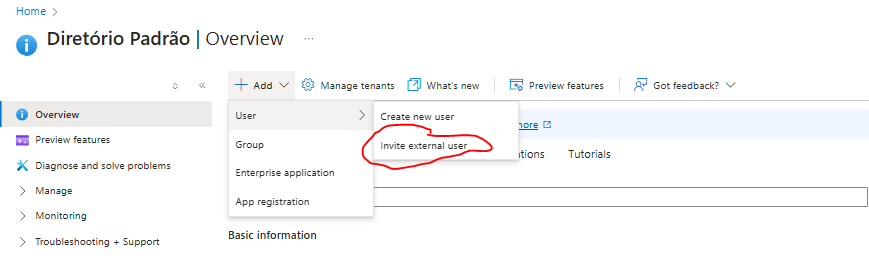 Home >
Diretório Padrão | Overview ...
+ Add Manage tenants What's new Preview features Got feedback?
Overview
Preview features
Diagnose and solve problems
Manage
Monitoring
Troubleshooting + Support
User
Group
Enterprise application
App registration
Create new user
Invite external user
more
Tutorials
Basic information